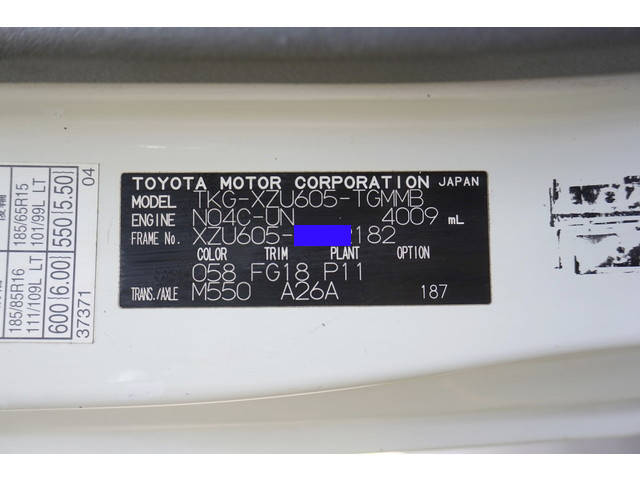 TOYOTA MOTOR CORPORATION JAPAN
MODEL TKG-XZU605-TGMMB
ENGINE N04C-UN 4009 mL
FRAME No. XZU605- 182
COLOR TRIM PLANT OPTION
058 FG18 P11
TRANS./AXLE M550 A26A 187
185/85R16 185/65R15
111/109L LT 101/99L LT
600(6.00) 550(5.50)
37371 04